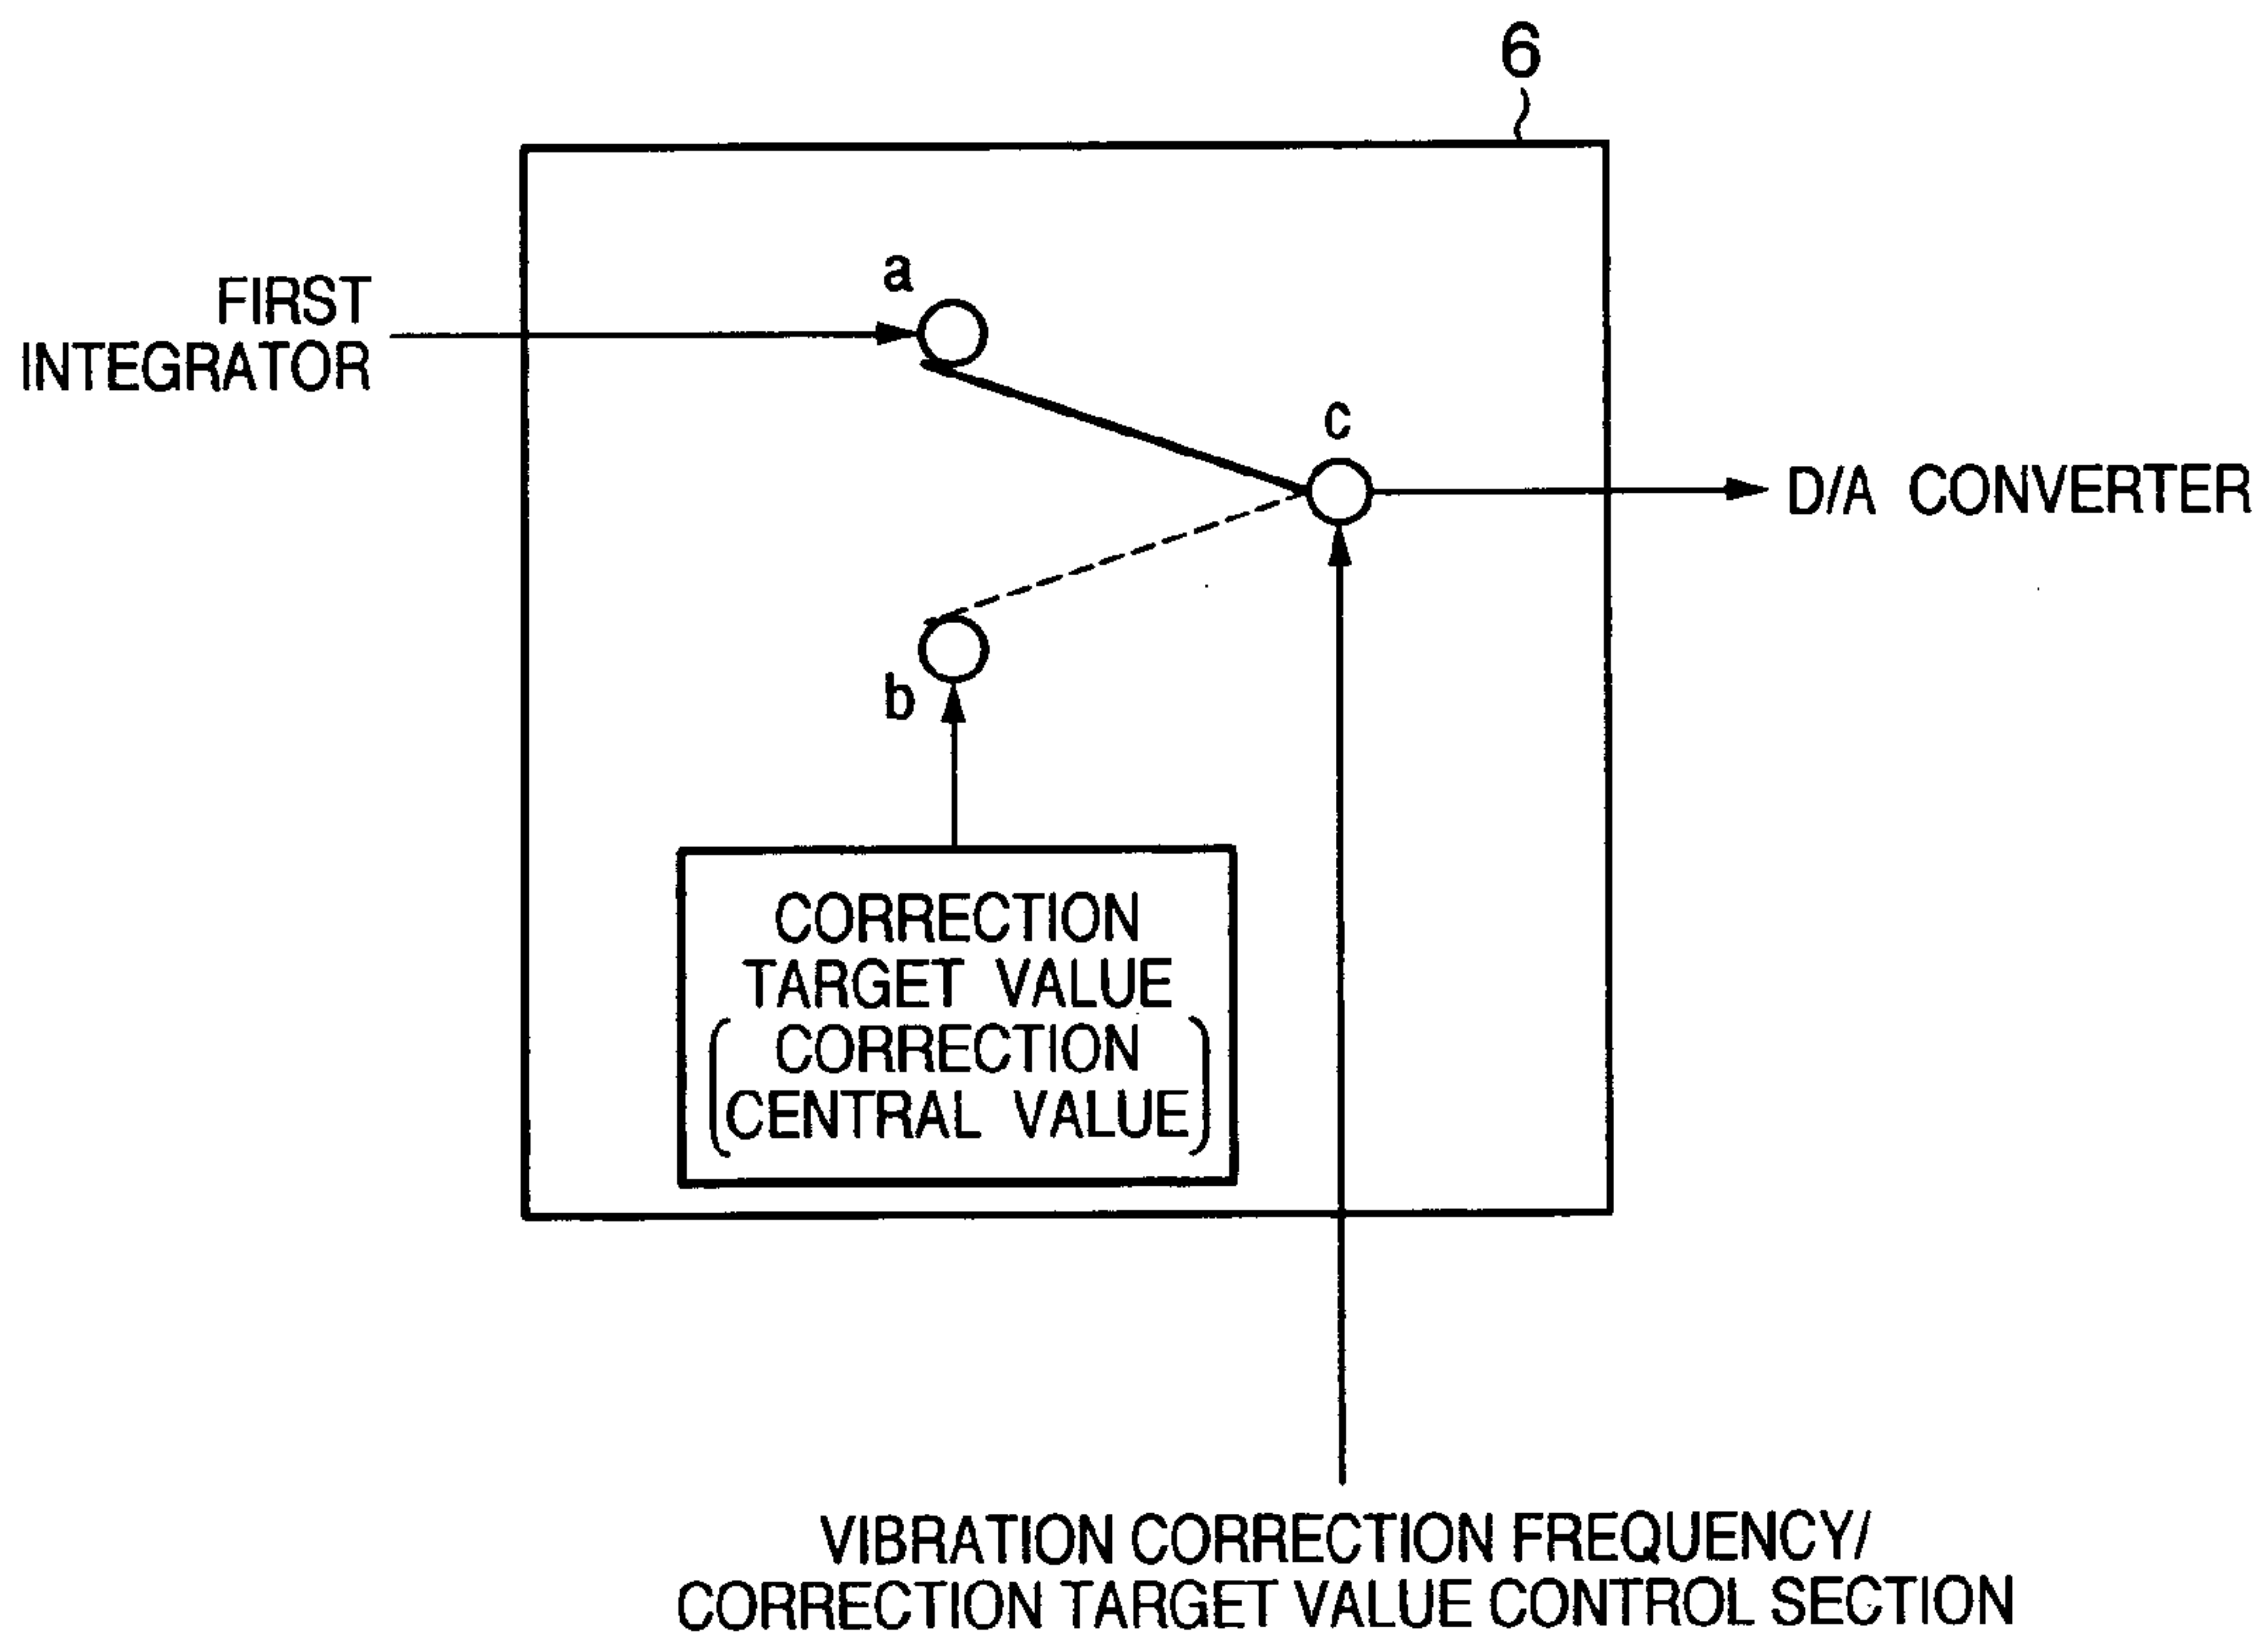 6
a
FIRST
INTEGRATOR
c
D/A CONVERTER
b
CORRECTION
TARGET VALUE
CORRECTION
CENTRAL VALUE
VIBRATION CORRECTION FREQUENCY/
CORRECTION TARGET VALUE CONTROL SECTION